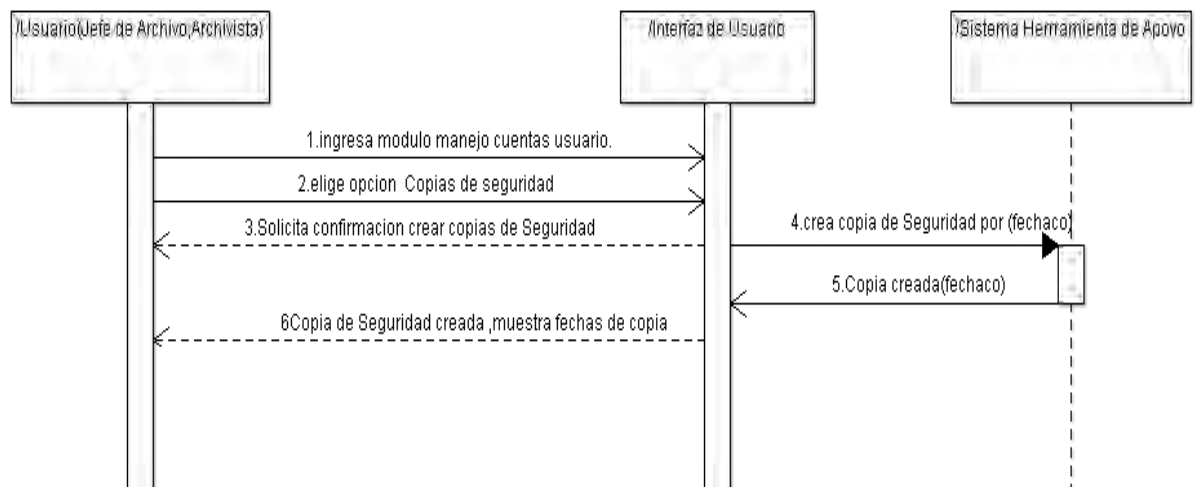 /Usuario(Jefe de Archivo,Archivista)
/Interfaz de Usuario
/Sistema Herrramienta de Apoyo
1.ingresa modulo manejo cuentas usuario.
2.elige opcion Copias de seguridad
3.Solicita confirmacion crear copias de Seguridad
4.crea copia de Seguridad por (fechaco)
5.Copia creada(fechaco)
6Copia de Seguridad creada ,muestra fechas de copia